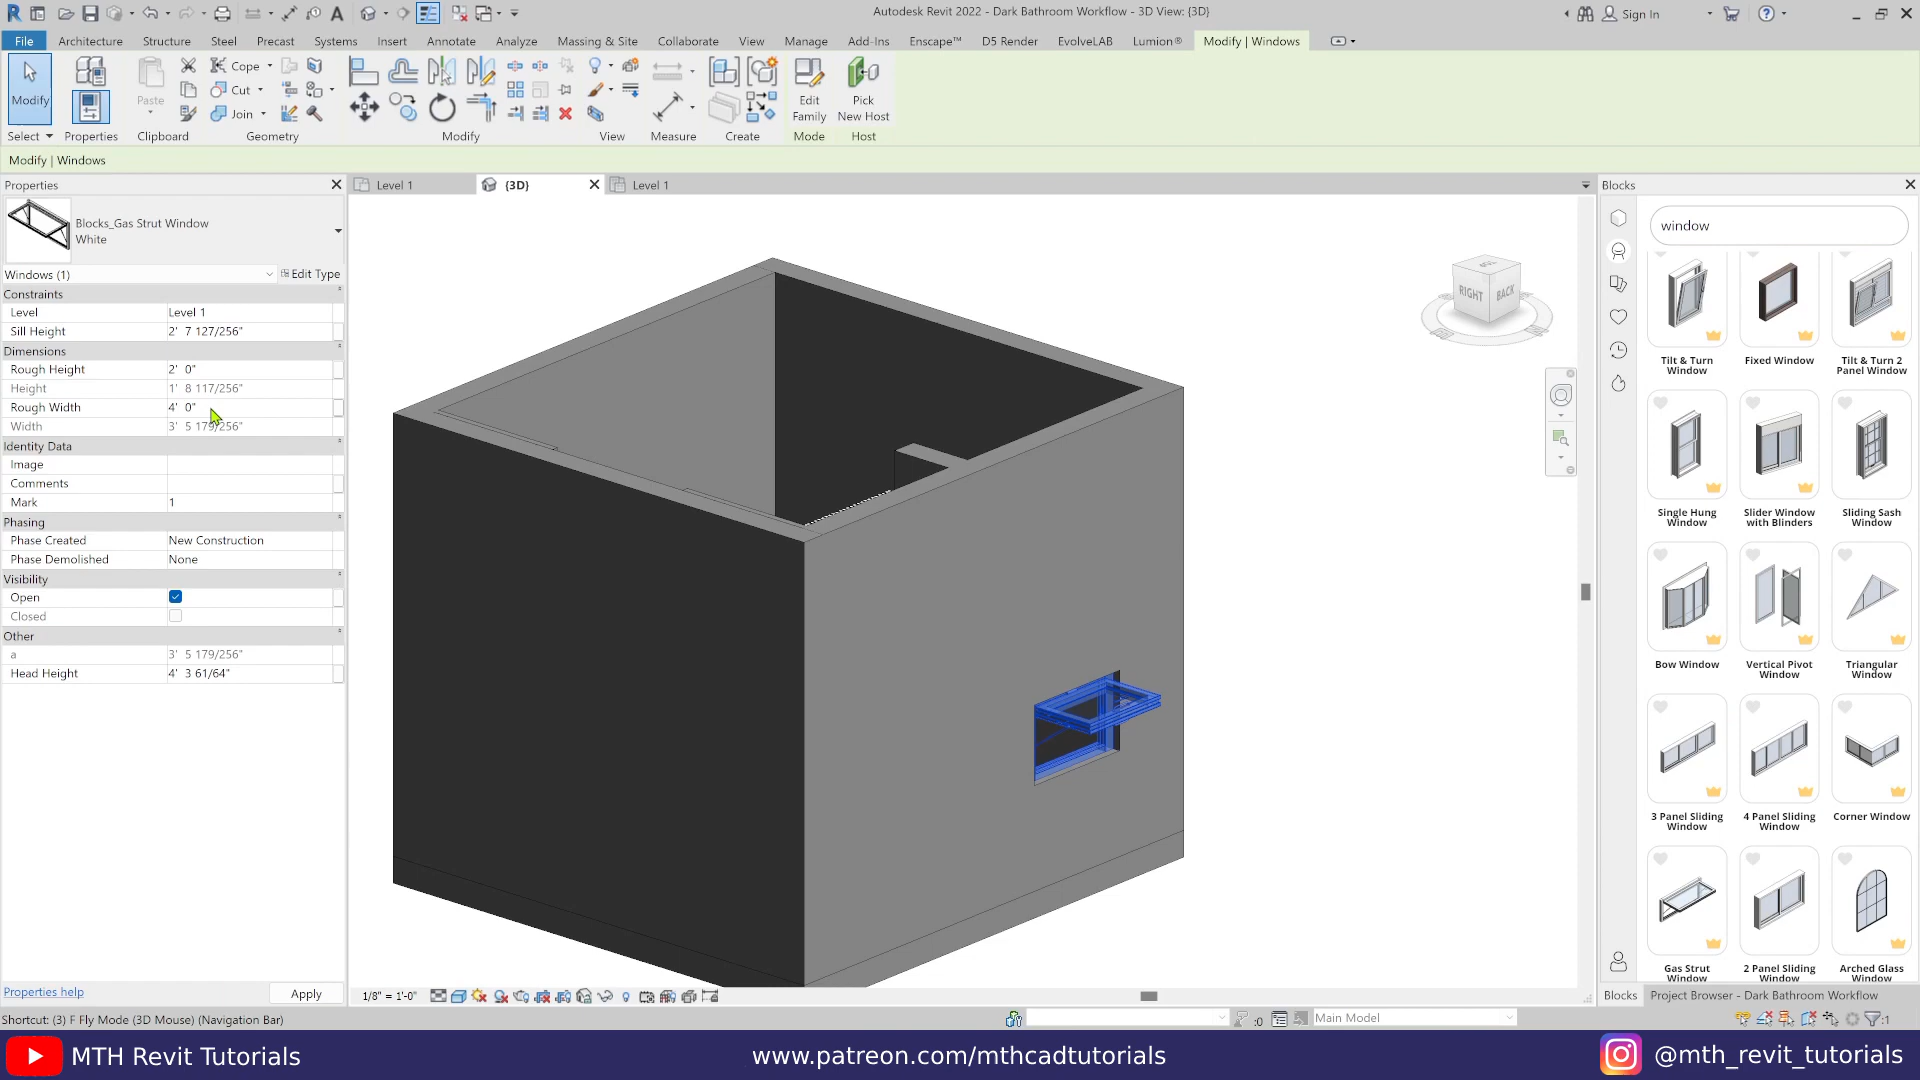 Autodesk Revit 2022 - Dark Bathroom Workflow - 3D View: {3D}
Sign In
File Architecture Structure Steel Precast Systems Insert Annotate Analyze Massing & Site Collaborate View Manage Add-Ins Enscape™ D5 Render EvolveLAB Lumion® Modify | Windows
Modify
Paste
Cope
Cut
Join
Edit Family
Pick New Host
Select Properties Clipboard Geometry Modify View Measure Create Mode Host
Modify | Windows
Properties
Level 1
{3D}
Level 1
Blocks
Blocks_Gas Strut Window
White
Windows (1)
Edit Type
Constraints
Level Level 1
Sill Height 2' 7 127/256"
Dimensions
Rough Height 2' 0"
Height 1' 8 117/256"
Rough Width 4' 0"
Width 3' 5 179/256"
Identity Data
Image
Comments
Mark 1
Phasing
Phase Created New Construction
Phase Demolished None
Visibility
Open
Closed
Other
a 3' 5 179/256"
Head Height 4' 3 61/64"
Properties help
Apply
RIGHT
BACK
window
Tilt & Turn Window
Fixed Window
Tilt & Turn 2 Panel Window
Single Hung Window
Slider Window with Blinders
Sliding Sash Window
Bow Window
Vertical Pivot Window
Triangular Window
3 Panel Sliding Window
4 Panel Sliding Window
Corner Window
Gas Strut Window
2 Panel Sliding Window
Arched Glass Window
1/8" = 1'-0"
Blocks
Project Browser - Dark Bathroom Workflow
Shortcut: (3) F Fly Mode (3D Mouse) (Navigation Bar)
:0
Main Model
:1
MTH Revit Tutorials
www.patreon.com/mthcadtutorials
@mth_revit_tutorials